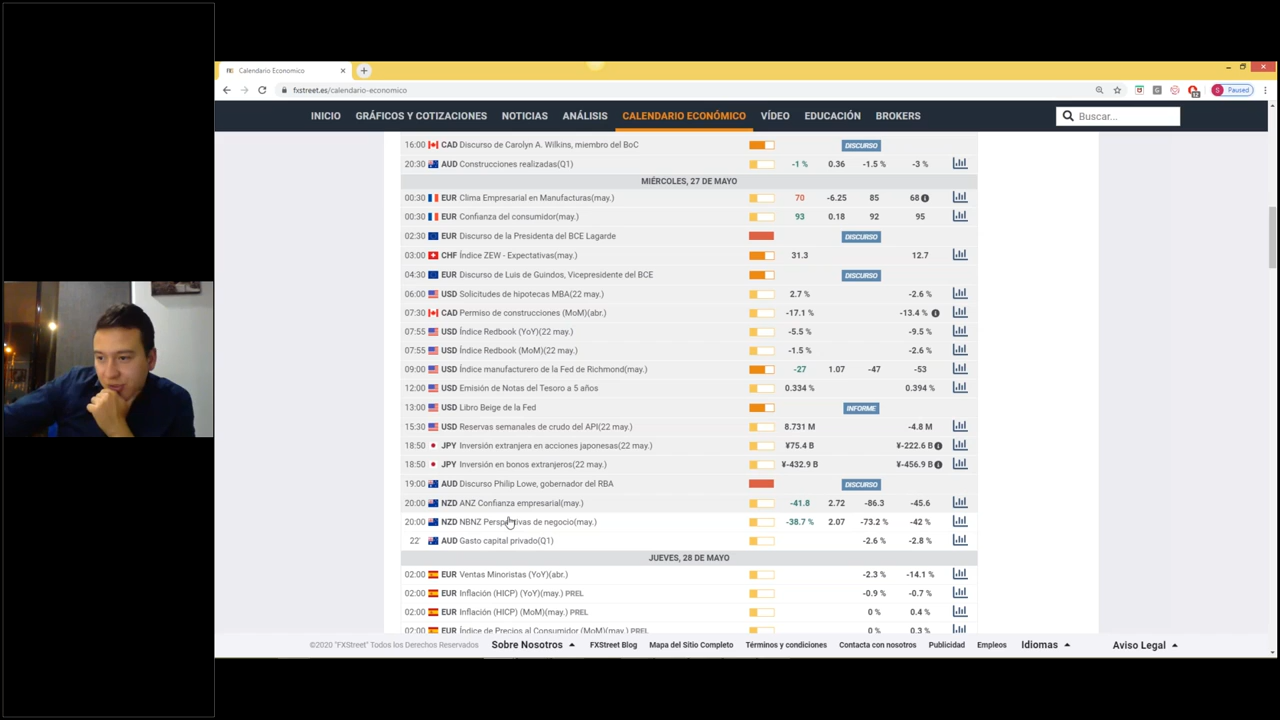 Calendario Economico
fxstreet.es/calendario-economico
S Paused
12
INICIO GRÁFICOS Y COTIZACIONES NOTICIAS ANÁLISIS CALENDARIO ECONÓMICO VÍDEO EDUCACIÓN BROKERS Buscar...
16:00 CAD Discurso de Carolyn A. Wilkins, miembro del BoC DISCURSO
20:30 AUD Construcciones realizadas(Q1) -1 % 0.36 -1.5 % -3 %
MIÉRCOLES, 27 DE MAYO
00:30 EUR Clima Empresarial en Manufacturas(may.) 70 -6.25 85 68
00:30 EUR Confianza del consumidor(may.) 93 0.18 92 95
02:30 EUR Discurso de la Presidenta del BCE Lagarde DISCURSO
03:00 CHF Índice ZEW - Expectativas(may.) 31.3 12.7
04:30 EUR Discurso de Luis de Guindos, Vicepresidente del BCE DISCURSO
06:00 USD Solicitudes de hipotecas MBA(22 may.) 2.7 % -2.6 %
07:30 CAD Permiso de construcciones (MoM)(abr.) -17.1 % -13.4 %
07:55 USD Índice Redbook (YoY)(22 may.) -5.5 % -9.5 %
07:55 USD Índice Redbook (MoM)(22 may.) -1.5 % -2.6 %
09:00 USD Índice manufacturero de la Fed de Richmond(may.) -27 1.07 -47 -53
12:00 USD Emisión de Notas del Tesoro a 5 años 0.334 % 0.394 %
13:00 USD Libro Beige de la Fed INFORME
15:30 USD Reservas semanales de crudo del API(22 may.) 8.731 M -4.8 M
18:50 JPY Inversión extranjera en acciones japonesas(22 may.) ¥75.4 B ¥-222.6 B
18:50 JPY Inversión en bonos extranjeros(22 may.) ¥-432.9 B ¥-456.9 B
19:00 AUD Discurso Philip Lowe, gobernador del RBA DISCURSO
20:00 NZD ANZ Confianza empresarial(may.) -41.8 2.72 -86.3 -45.6
20:00 NZD NBNZ Perspectivas de negocio(may.) -38.7 % 2.07 -73.2 % -42 %
22' AUD Gasto capital privado(Q1) -2.6 % -2.8 %
JUEVES, 28 DE MAYO
02:00 EUR Ventas Minoristas (YoY)(abr.) -2.3 % -14.1 %
02:00 EUR Inflación (HICP) (YoY)(may.) PREL -0.9 % -0.7 %
02:00 EUR Inflación (HICP) (MoM)(may.) PREL 0 % 0.4 %
02:00 EUR Índice de Precios al Consumidor (MoM)(may.) PREL 0 % 0.3 %
©2020 "FXStreet" Todos los Derechos Reservados Sobre Nosotros FXStreet Blog Mapa del Sitio Completo Términos y condiciones Contacta con nosotros Publicidad Empleos Idiomas Aviso Legal